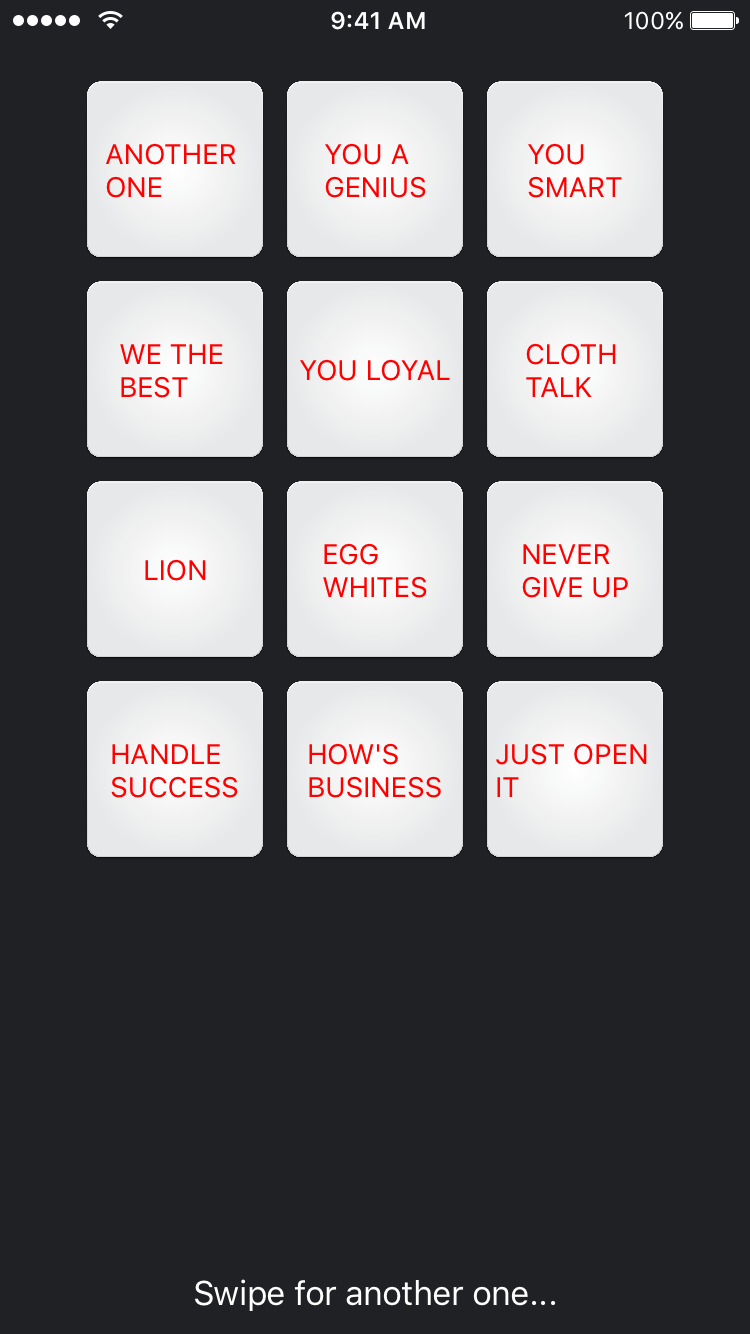 9:41 AM
100%
ANOTHER
ONE
YOU A
GENIUS
YOU
SMART
WE THE
BEST
YOU LOYAL
CLOTH
TALK
LION
EGG
WHITES
NEVER
GIVE UP
HANDLE
SUCCESS
HOW'S
BUSINESS
JUST OPEN
IT
Swipe for another one...